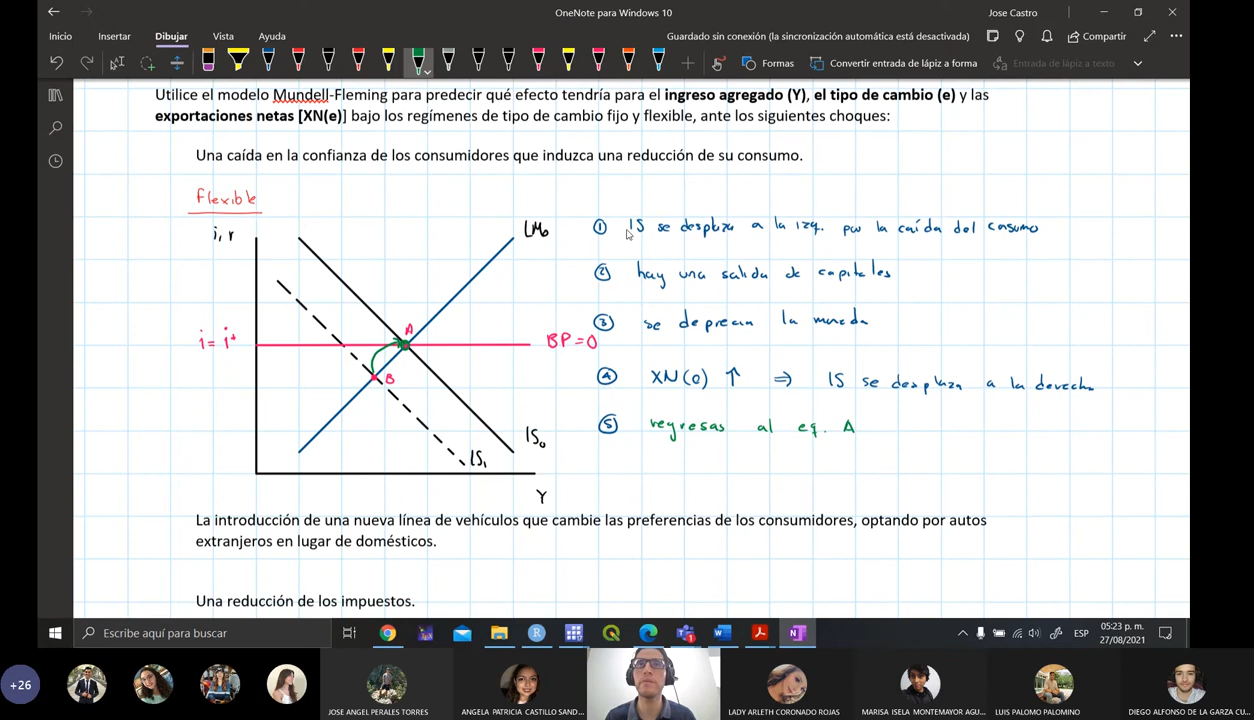 OneNote para Windows 10
Jose Castro
Inicio Insertar Dibujar Vista Ayuda
Guardado sin conexión (la sincronización automática está desactivada)
Compartir
Formas
Convertir entrada de lápiz a forma
Entrada de lápiz a texto
Utilice el modelo Mundell-Fleming para predecir qué efecto tendría para el ingreso agregado (Y), el tipo de cambio (e) y las
exportaciones netas [XN(e)] bajo los regímenes de tipo de cambio fijo y flexible, ante los siguientes choques:
Una caída en la confianza de los consumidores que induzca una reducción de su consumo.
Flexible
i, r
LM₀
i = i*
A
B
BP = 0
IS₀
IS₁
Y
① IS se desplaza a la izq. por la caída del consumo
② hay una salida de capitales
③ se deprecia la moneda
④ XN(e) ↑ ⇒ IS se desplaza a la derecha
⑤ regresas al eq. A
La introducción de una nueva línea de vehículos que cambie las preferencias de los consumidores, optando por autos
extranjeros en lugar de domésticos.
Una reducción de los impuestos.
Escribe aquí para buscar
ESP
05:23 p. m.
27/08/2021
+26
JOSE ANGEL PERALES TORRES
ANGELA PATRICIA CASTILLO SAND...
LADY ARLETH CORONADO ROJAS
MARISA ISELA MONTEMAYOR AGU...
LUIS PALOMO PALOMINO
DIEGO ALFONSO DE LA GARZA CU...